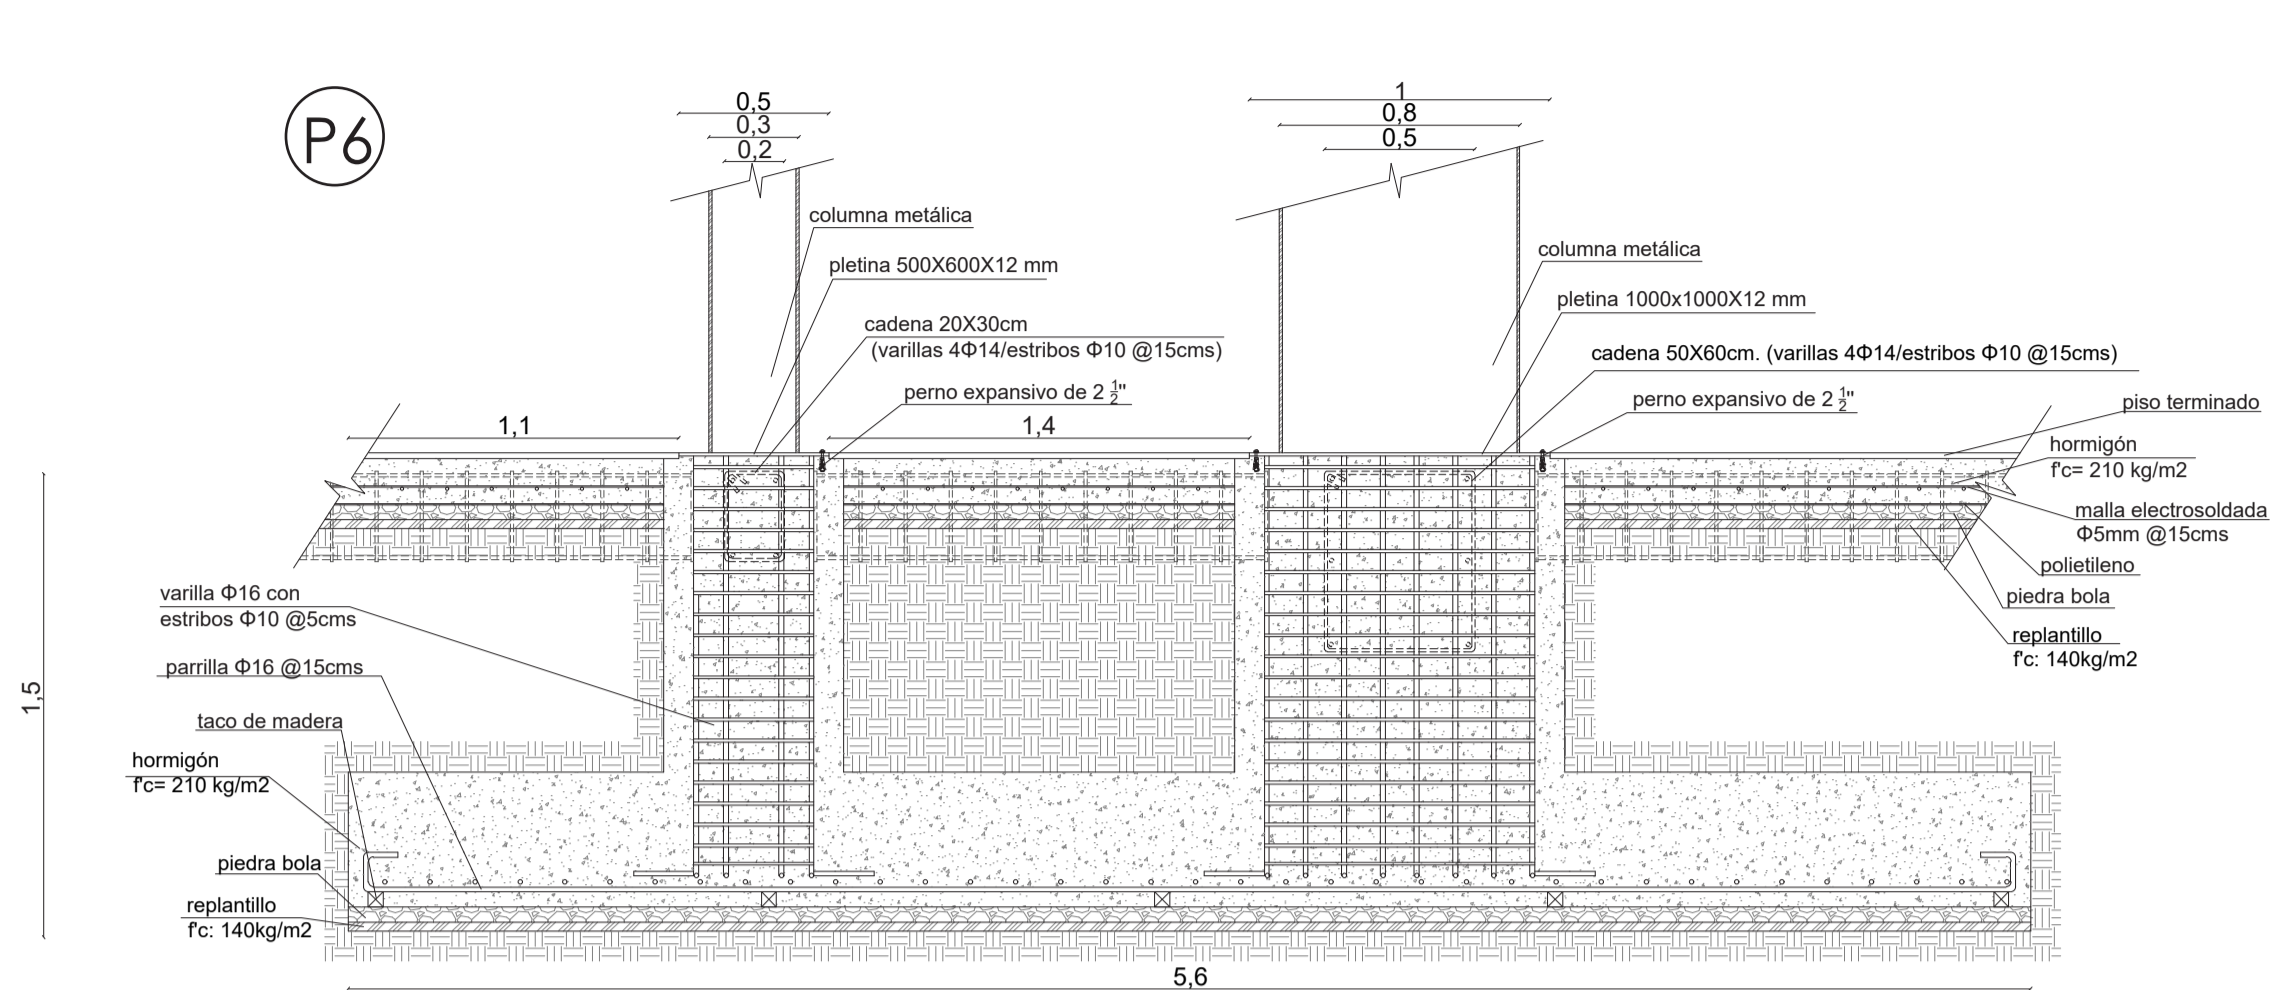 P6
0,5
0,3
0,2
1
0,8
0,5
columna metálica
pletina 500X600X12 mm
cadena 20X30cm
(varillas 4Φ14/estribos Φ10 @15cms)
perno expansivo de 2 1/2"
columna metálica
pletina 1000x1000X12 mm
cadena 50X60cm. (varillas 4Φ14/estribos Φ10 @15cms)
perno expansivo de 2 1/2"
piso terminado
hormigón
f'c= 210 kg/m2
malla electrosoldada
Φ5mm @15cms
polietileno
piedra bola
replantillo
f'c: 140kg/m2
1,1
1,4
varilla Φ16 con
estribos Φ10 @5cms
parrilla Φ16 @15cms
taco de madera
hormigón
f'c= 210 kg/m2
piedra bola
replantillo
f'c: 140kg/m2
1,5
5,6